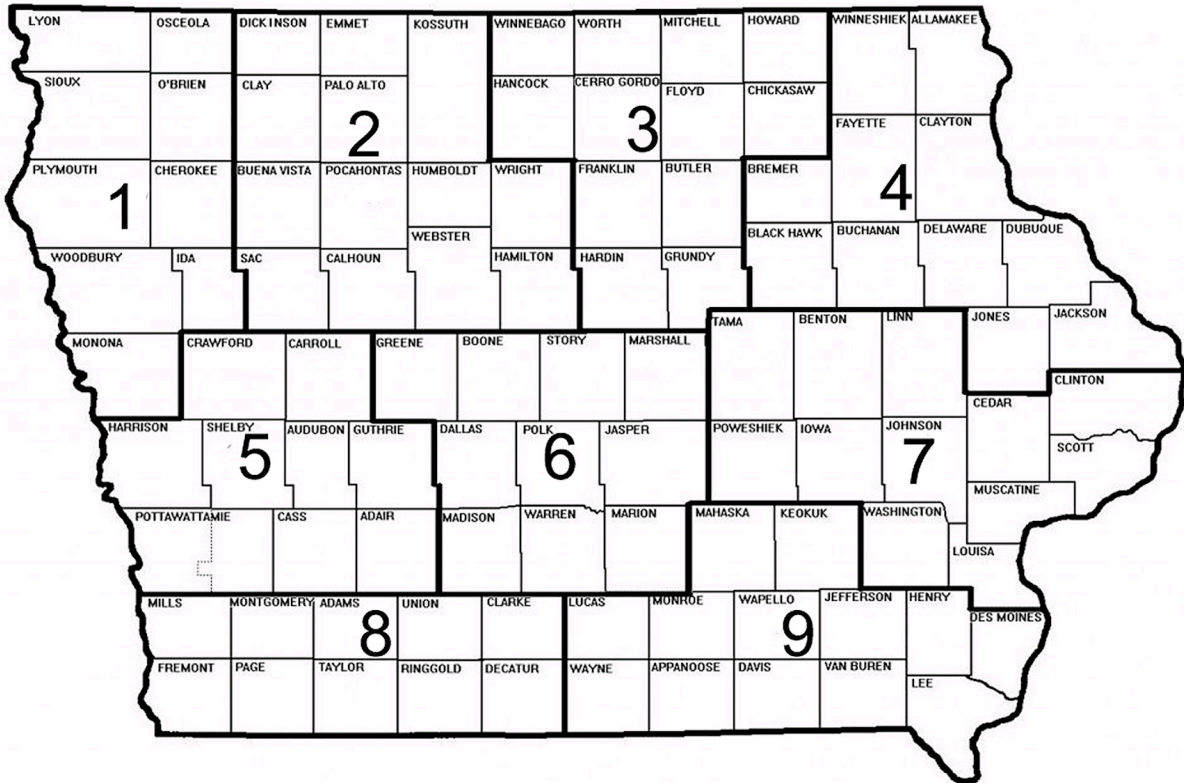 LYON OSCEOLA DICKINSON EMMET KOSSUTH WINNEBAGO WORTH MITCHELL HOWARD WINNESHIEK ALLAMAKEE
SIOUX O'BRIEN CLAY PALO ALTO HANCOCK CERRO GORDO FLOYD CHICKASAW
FAYETTE CLAYTON
2 3
PLYMOUTH CHEROKEE BUENA VISTA POCAHONTAS HUMBOLDT WRIGHT FRANKLIN BUTLER BREMER
1 4
WEBSTER BLACK HAWK BUCHANAN DELAWARE DUBUQUE
WOODBURY IDA SAC CALHOUN HAMILTON HARDIN GRUNDY
TAMA BENTON LINN JONES JACKSON
MONONA CRAWFORD CARROLL GREENE BOONE STORY MARSHALL
CLINTON
CEDAR
HARRISON SHELBY AUDUBON GUTHRIE DALLAS POLK JASPER POWESHIEK IOWA JOHNSON
SCOTT
5 6 7
MUSCATINE
POTTAWATTAMIE CASS ADAIR MADISON WARREN MARION MAHASKA KEOKUK WASHINGTON
LOUISA
MILLS MONTGOMERY ADAMS UNION CLARKE LUCAS MONROE WAPELLO JEFFERSON HENRY
DES MOINES
8 9
FREMONT PAGE TAYLOR RINGGOLD DECATUR WAYNE APPANOOSE DAVIS VAN BUREN
LEE